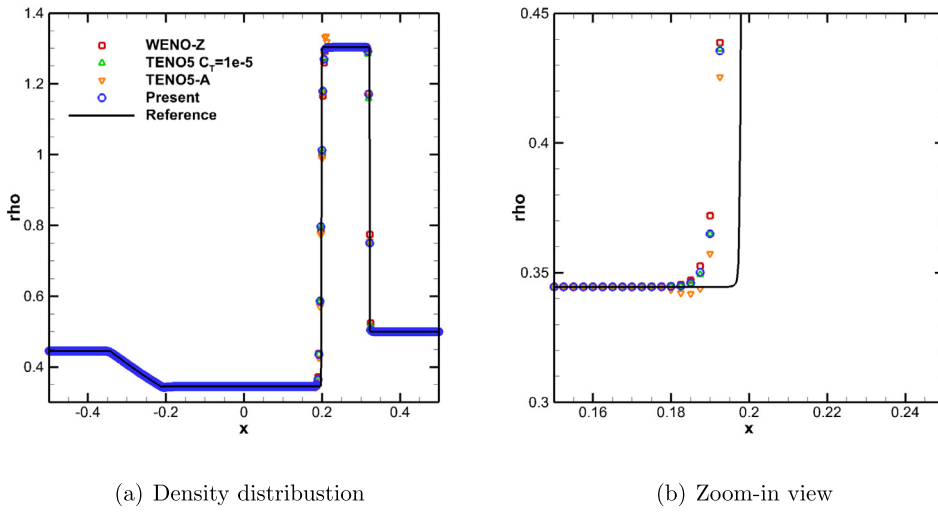 1.4
1.2
1
0.8
0.6
0.4
rho
WENO-Z
TENO5 C_T=1e-5
TENO5-A
Present
Reference
-0.4 -0.2 0 0.2 0.4
x
0.45
0.4
0.35
0.3
rho
0.16 0.18 0.2 0.22 0.24
x
(a) Density distribustion
(b) Zoom-in view